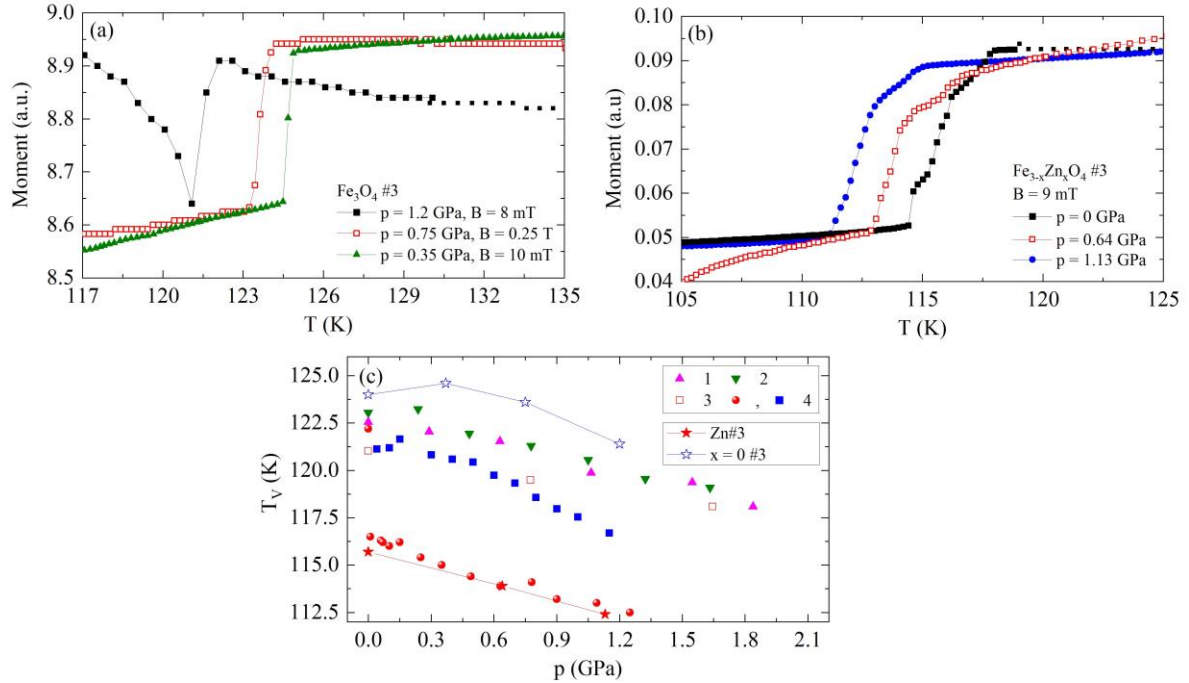 (a)
9.0
8.9
8.8
8.7
8.6
8.5
Moment (a.u.)
Fe₃O₄ #3
p = 1.2 GPa, B = 8 mT
p = 0.75 GPa, B = 0.25 T
p = 0.35 GPa, B = 10 mT
117 120 123 126 129 132 135
T (K)
(b)
0.10
0.09
0.08
0.07
0.06
0.05
0.04
Moment (a.u)
Fe₃₋ₓZnₓO₄ #3
B = 9 mT
p = 0 GPa
p = 0.64 GPa
p = 1.13 GPa
105 110 115 120 125
T (K)
(c)
125.0
122.5
120.0
117.5
115.0
112.5
T_V (K)
1 2
3 , 4
Zn#3
x = 0 #3
0.0 0.3 0.6 0.9 1.2 1.5 1.8 2.1
p (GPa)